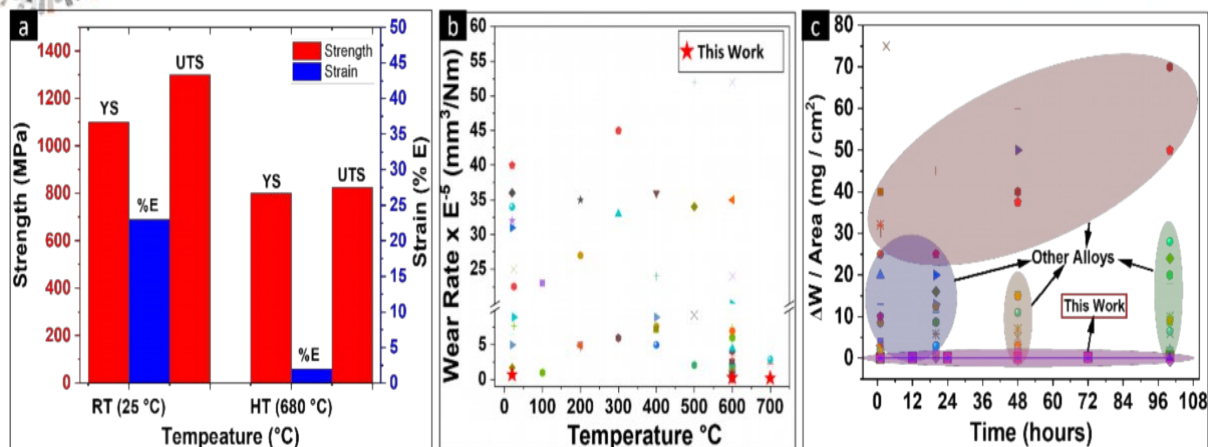 a
1400
1200
1000
800
600
400
200
0
Strength (MPa)
YS
%E
UTS
YS
%E
UTS
Strength
Strain
50
45
40
35
30
25
20
15
10
5
0
Strain (% E)
RT (25 °C)
HT (680 °C)
Tempeature (°C)
b
This Work
60
55
50
45
40
35
30
25
5
0
Wear Rate x E⁻⁵ (mm³/Nm)
0 100 200 300 400 500 600 700
Temperature °C
c
80
70
60
50
40
30
20
10
0
ΔW / Area (mg / cm²)
Other Alloys
This Work
0 12 24 36 48 60 72 84 96 108
Time (hours)